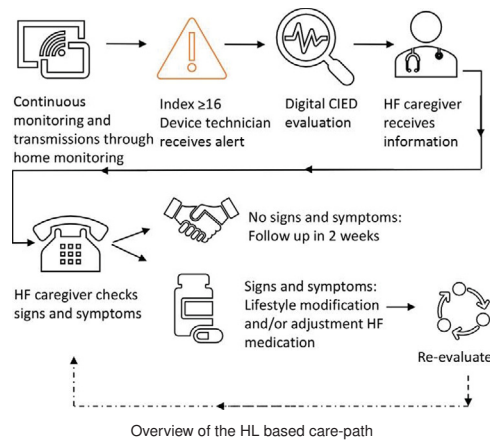 Continuous
monitoring and
transmissions through
home monitoring
Index ≥16
Device technician
receives alert
Digital CIED
evaluation
HF caregiver
receives
information
HF caregiver checks
signs and symptoms
No signs and symptoms:
Follow up in 2 weeks
Signs and symptoms:
Lifestyle modification
and/or adjustment HF
medication
Re-evaluate
Overview of the HL based care-path